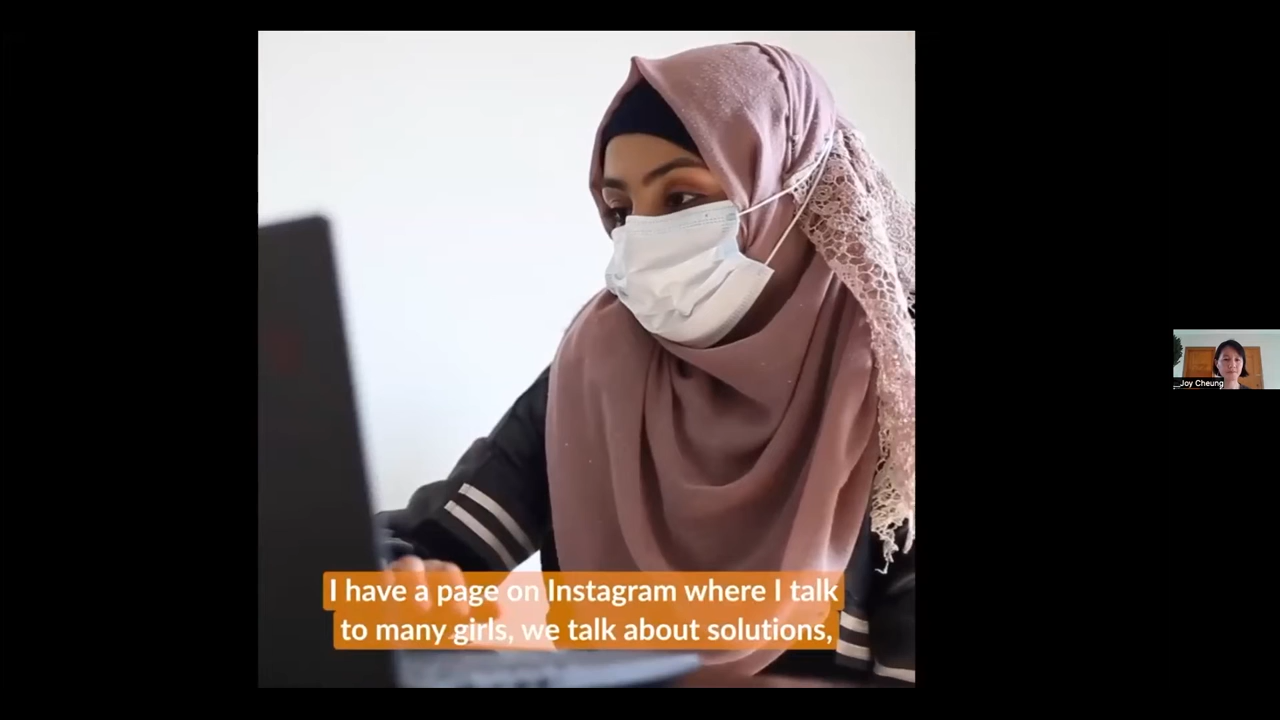 I have a page on Instagram where I talk
to many girls, we talk about solutions,
Joy Cheung